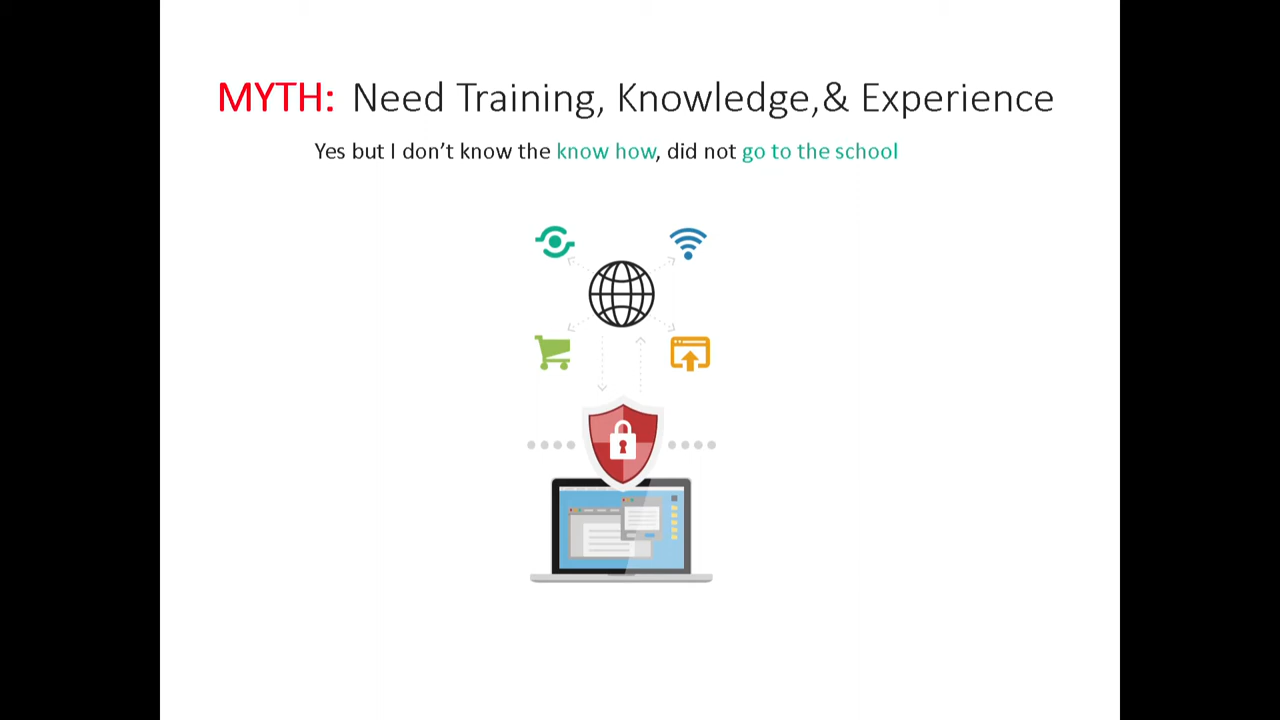 MYTH: Need Training, Knowledge,& Experience
Yes but I don’t know the know how, did not go to the school